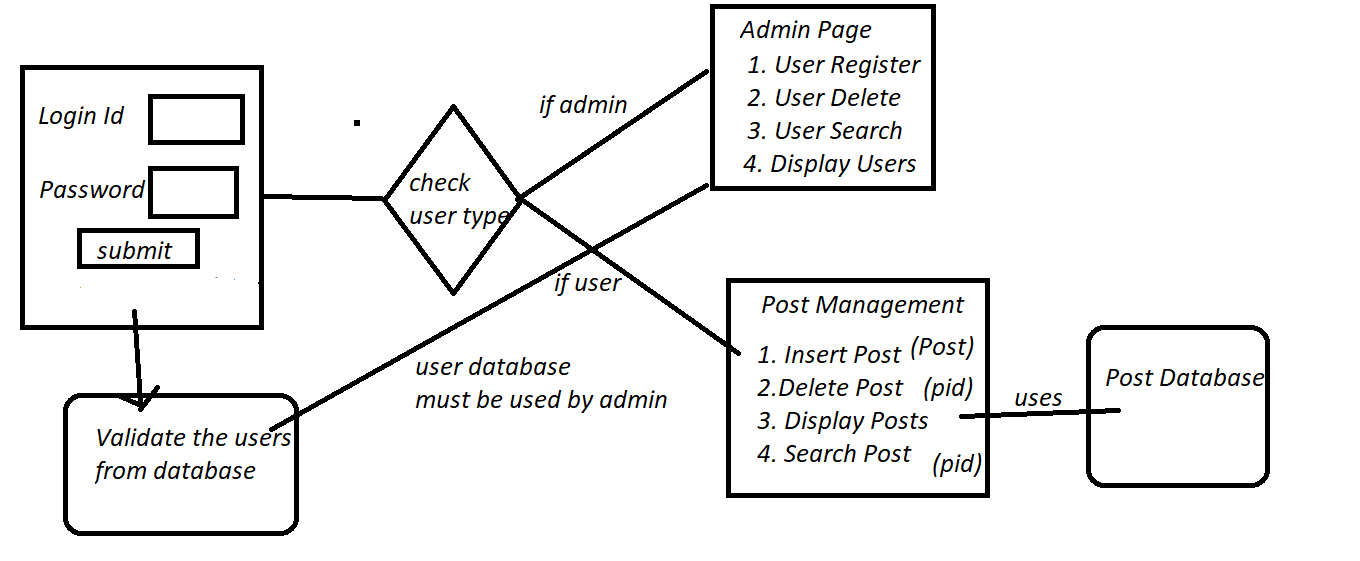 Login Id
Password
submit
Validate the users
from database
check
user type
if admin
if user
user database
must be used by admin
Admin Page
1. User Register
2. User Delete
3. User Search
4. Display Users
Post Management
1. Insert Post (Post)
2.Delete Post (pid)
3. Display Posts
4. Search Post (pid)
uses
Post Database